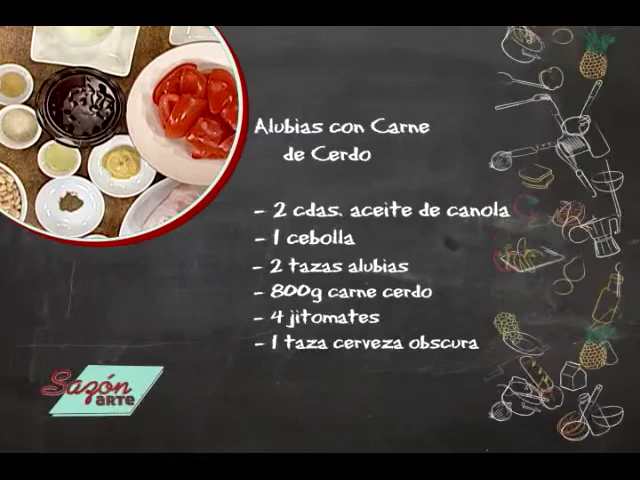 Alubias con Carne
de Cerdo
- 2 cdas. aceite de canola
- 1 cebolla
- 2 tazas alubias
- 800g carne cerdo
- 4 jitomates
- 1 taza cerveza obscura
Sazón
ARTE